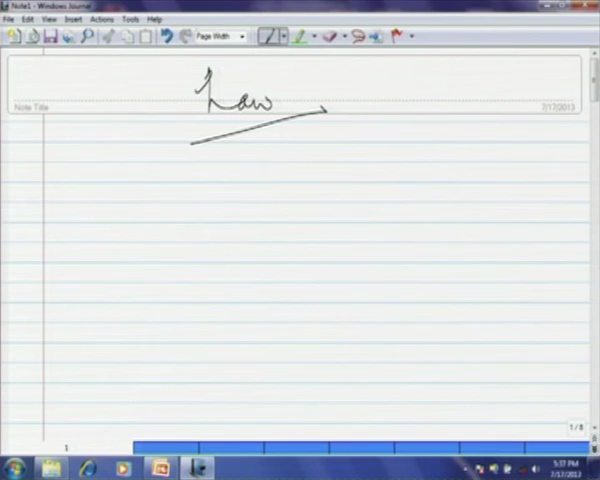 Note1 - Windows Journal
File Edit View Insert Actions Tools Help
Page Width
Law
Note Title
7/17/2013
1 / 8
1
5:37 PM
7/17/2013